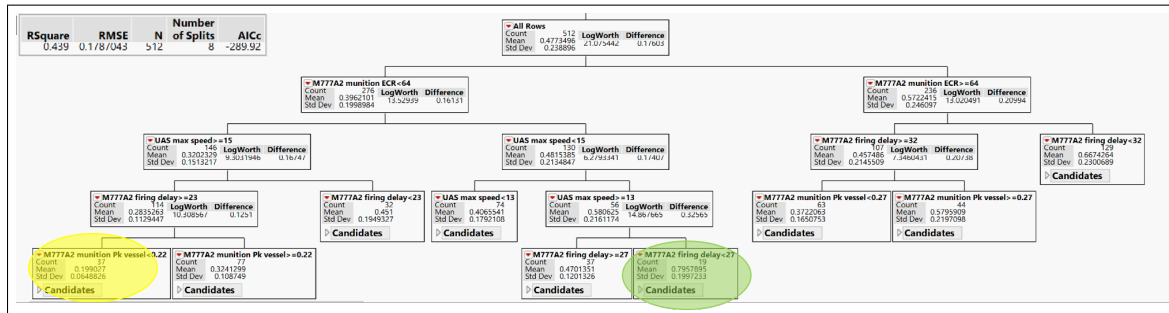 Number
RSquare RMSE N of Splits AICc
0.439 0.1787043 512 8 -289.92
All Rows
Count 512 LogWorth Difference
Mean 0.4773496 21.075442 0.17603
Std Dev 0.238896
M777A2 munition ECR<64
Count 276 LogWorth Difference
Mean 0.3962101 13.52939 0.16131
Std Dev 0.1998984
M777A2 munition ECR>=64
Count 236 LogWorth Difference
Mean 0.5722415 13.020491 0.20994
Std Dev 0.246097
UAS max speed>=15
Count 146 LogWorth Difference
Mean 0.3202329 9.3031946 0.16747
Std Dev 0.1513217
UAS max speed<15
Count 130 LogWorth Difference
Mean 0.4815385 6.2793341 0.17407
Std Dev 0.2134847
M777A2 firing delay>=32
Count 107 LogWorth Difference
Mean 0.457486 7.3460431 0.20738
Std Dev 0.2145509
M777A2 firing delay<32
Count 129
Mean 0.6674264
Std Dev 0.2300689
Candidates
M777A2 firing delay>=23
Count 114 LogWorth Difference
Mean 0.2835263 10.308567 0.1251
Std Dev 0.1129447
M777A2 firing delay<23
Count 32
Mean 0.451
Std Dev 0.1949327
Candidates
UAS max speed<13
Count 74
Mean 0.4065541
Std Dev 0.1792108
Candidates
UAS max speed>=13
Count 56 LogWorth Difference
Mean 0.580625 14.867665 0.32565
Std Dev 0.2161174
M777A2 munition Pk vessel<0.27
Count 63
Mean 0.3722063
Std Dev 0.1650753
Candidates
M777A2 munition Pk vessel>=0.27
Count 44
Mean 0.5795909
Std Dev 0.2197098
Candidates
M777A2 munition Pk vessel<0.22
Count 37
Mean 0.199027
Std Dev 0.0648826
Candidates
M777A2 munition Pk vessel>=0.22
Count 77
Mean 0.3241299
Std Dev 0.108749
Candidates
M777A2 firing delay>=27
Count 37
Mean 0.4701351
Std Dev 0.1201326
Candidates
M777A2 firing delay<27
Count 19
Mean 0.7957895
Std Dev 0.1997233
Candidates